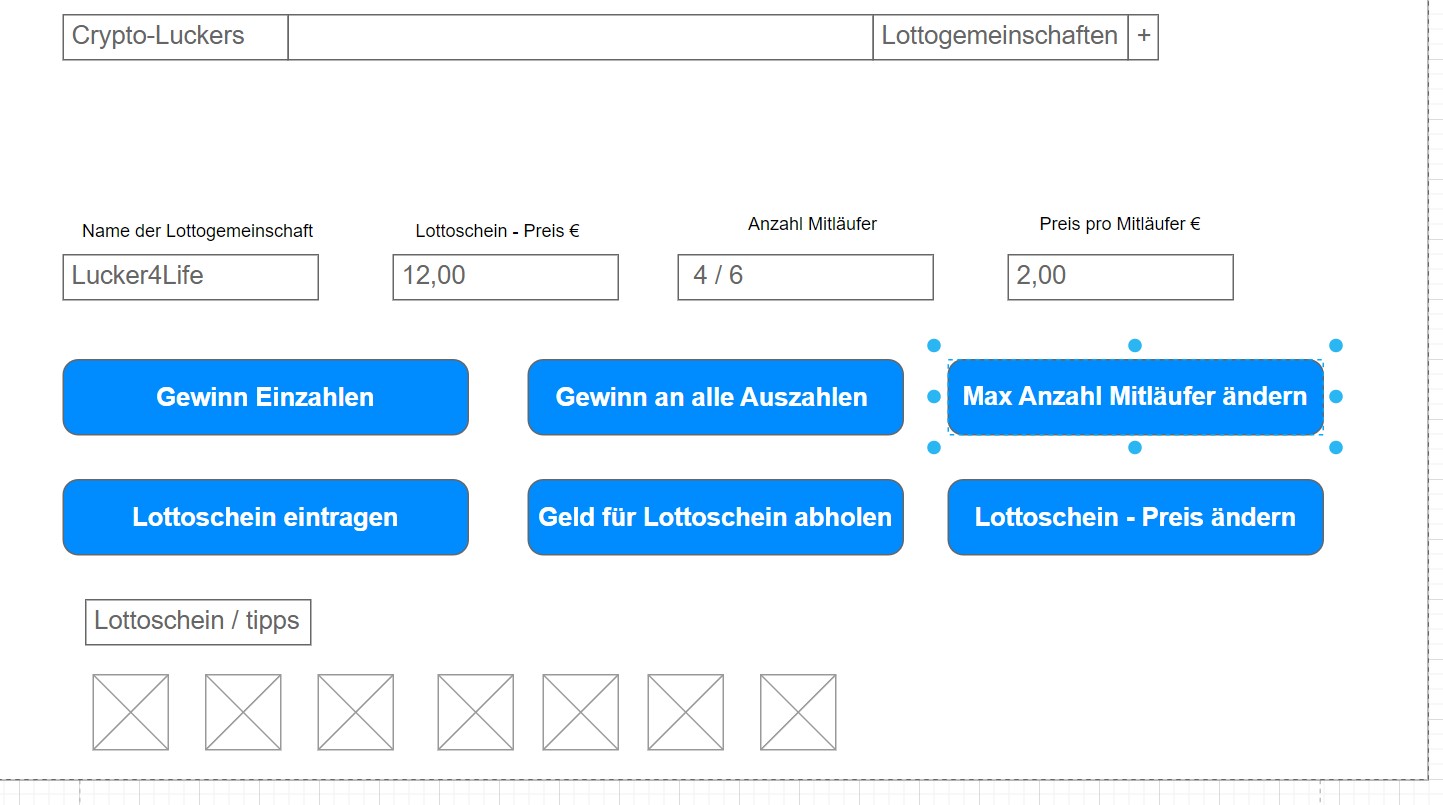 Crypto-Luckers
Lottogemeinschaften
+
Name der Lottogemeinschaft
Lottoschein - Preis €
Anzahl Mitläufer
Preis pro Mitläufer €
Lucker4Life
12,00
4 / 6
2,00
Gewinn Einzahlen
Gewinn an alle Auszahlen
Max Anzahl Mitläufer ändern
Lottoschein eintragen
Geld für Lottoschein abholen
Lottoschein - Preis ändern
Lottoschein / tipps